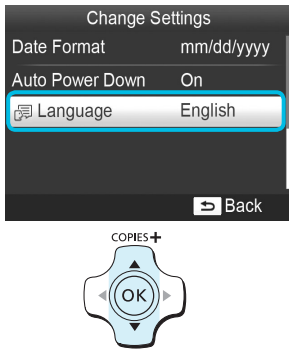 Change Settings
Date Format mm/dd/yyyy
Auto Power Down On
Language English
Back
COPIES+
OK